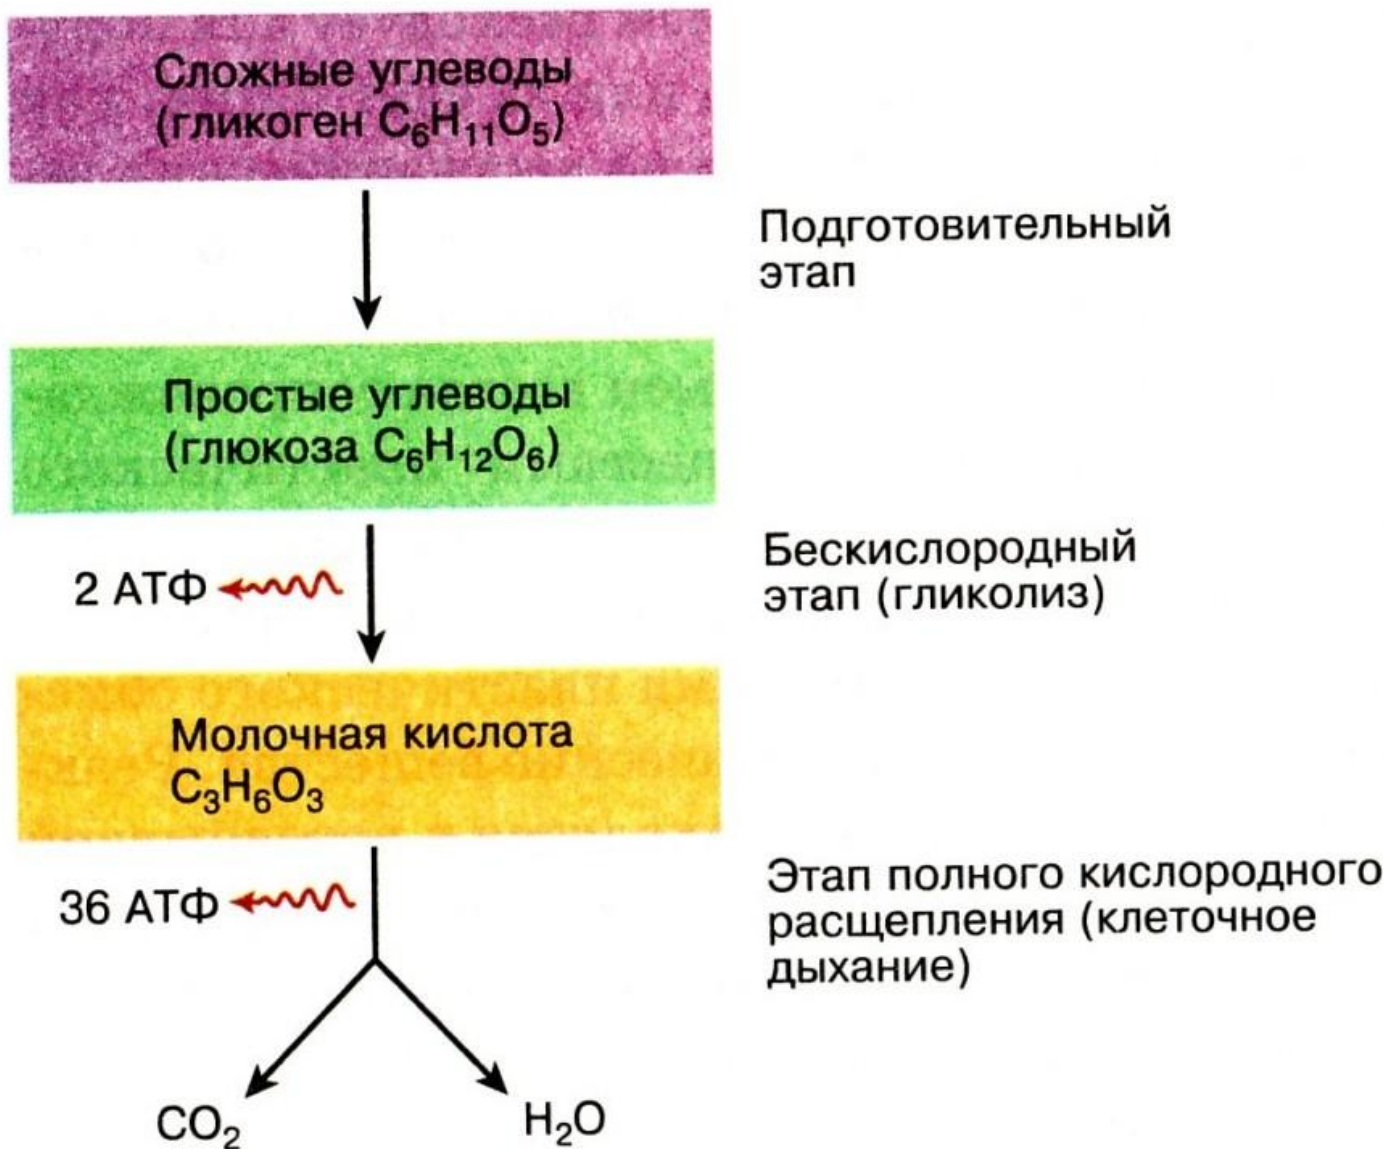 Сложные углеводы
(гликоген C₆H₁₁O₅)
Подготовительный
этап
Простые углеводы
(глюкоза C₆H₁₂O₆)
2 АТФ
Бескислородный
этап (гликолиз)
Молочная кислота
C₃H₆O₃
36 АТФ
Этап полного кислородного
расщепления (клеточное
дыхание)
CO₂
H₂O